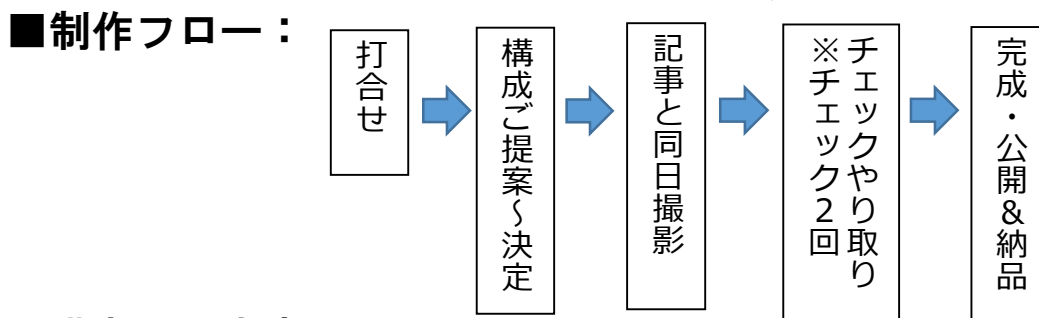 ■制作フロー：
打合せ
構成ご提案～決定
記事と同日撮影
チェックやり取り
※チェック2回
完成・公開＆納品